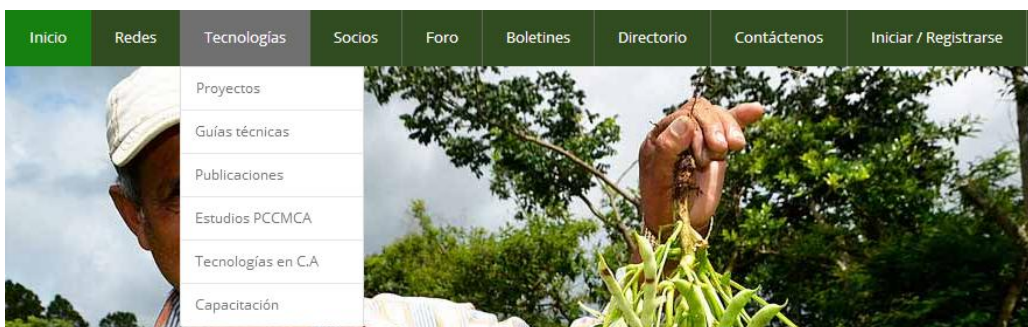 Inicio Redes Tecnologías Socios Foro Boletines Directorio Contáctenos Iniciar / Registrarse
Proyectos
Guías técnicas
Publicaciones
Estudios PCCMCA
Tecnologías en C.A
Capacitación